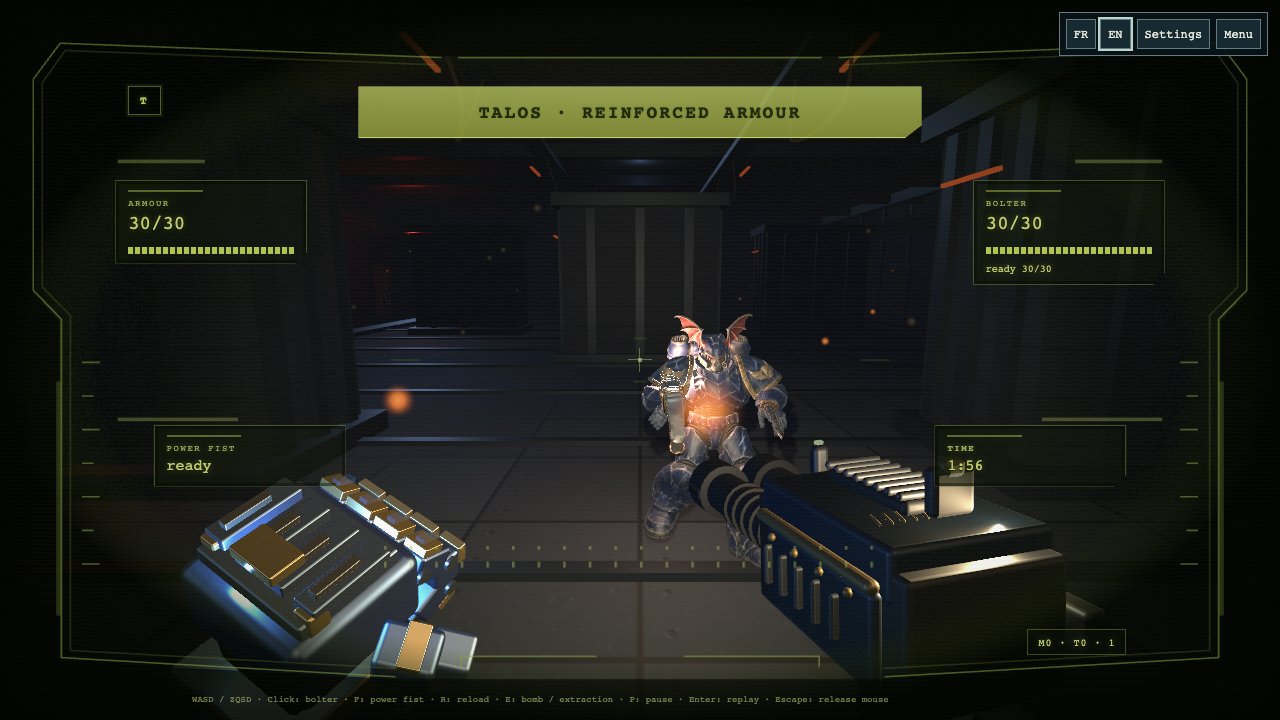 FR EN Settings Menu
T
TALOS · REINFORCED ARMOUR
ARMOUR
30/30
BOLTER
30/30
ready 30/30
POWER FIST
ready
TIME
1:56
M0 · T0 · 1
WASD / ZQSD · Click: bolter · F: power fist · R: reload · E: bomb / extraction · P: pause · Enter: replay · Escape: release mouse